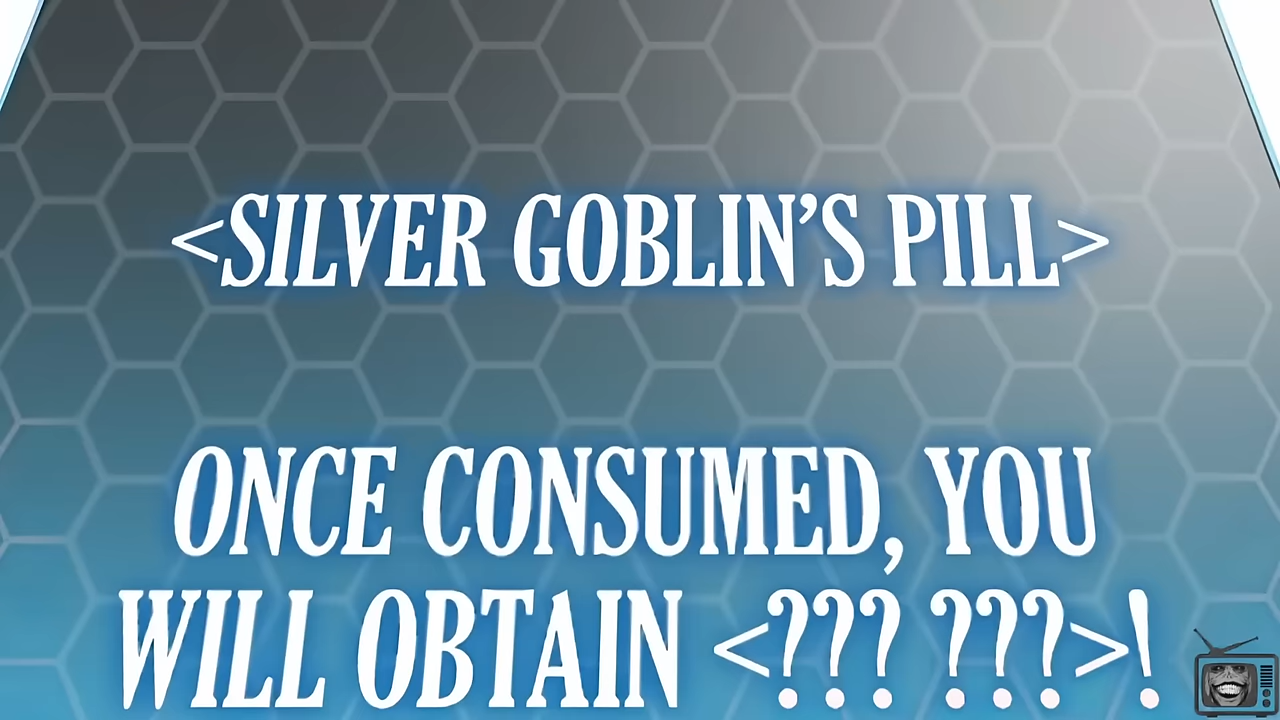 <SILVER GOBLIN'S PILL>
ONCE CONSUMED, YOU
WILL OBTAIN <??? ???>!